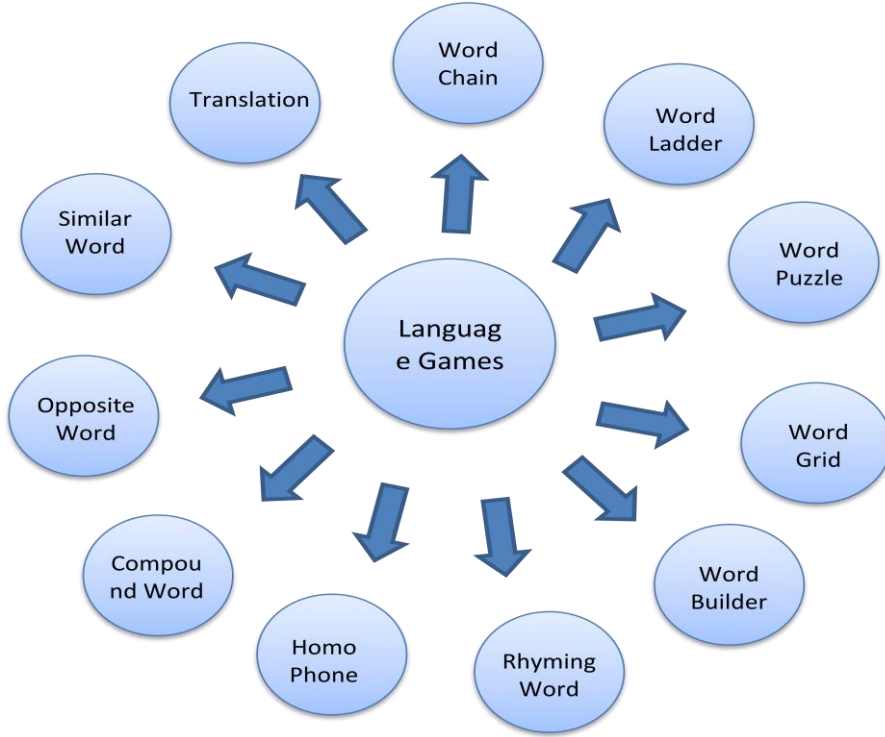 Word
Chain
Translation
Word
Ladder
Similar
Word
Word
Puzzle
Languag
e Games
Opposite
Word
Word
Grid
Compou
nd Word
Word
Builder
Homo
Phone
Rhyming
Word